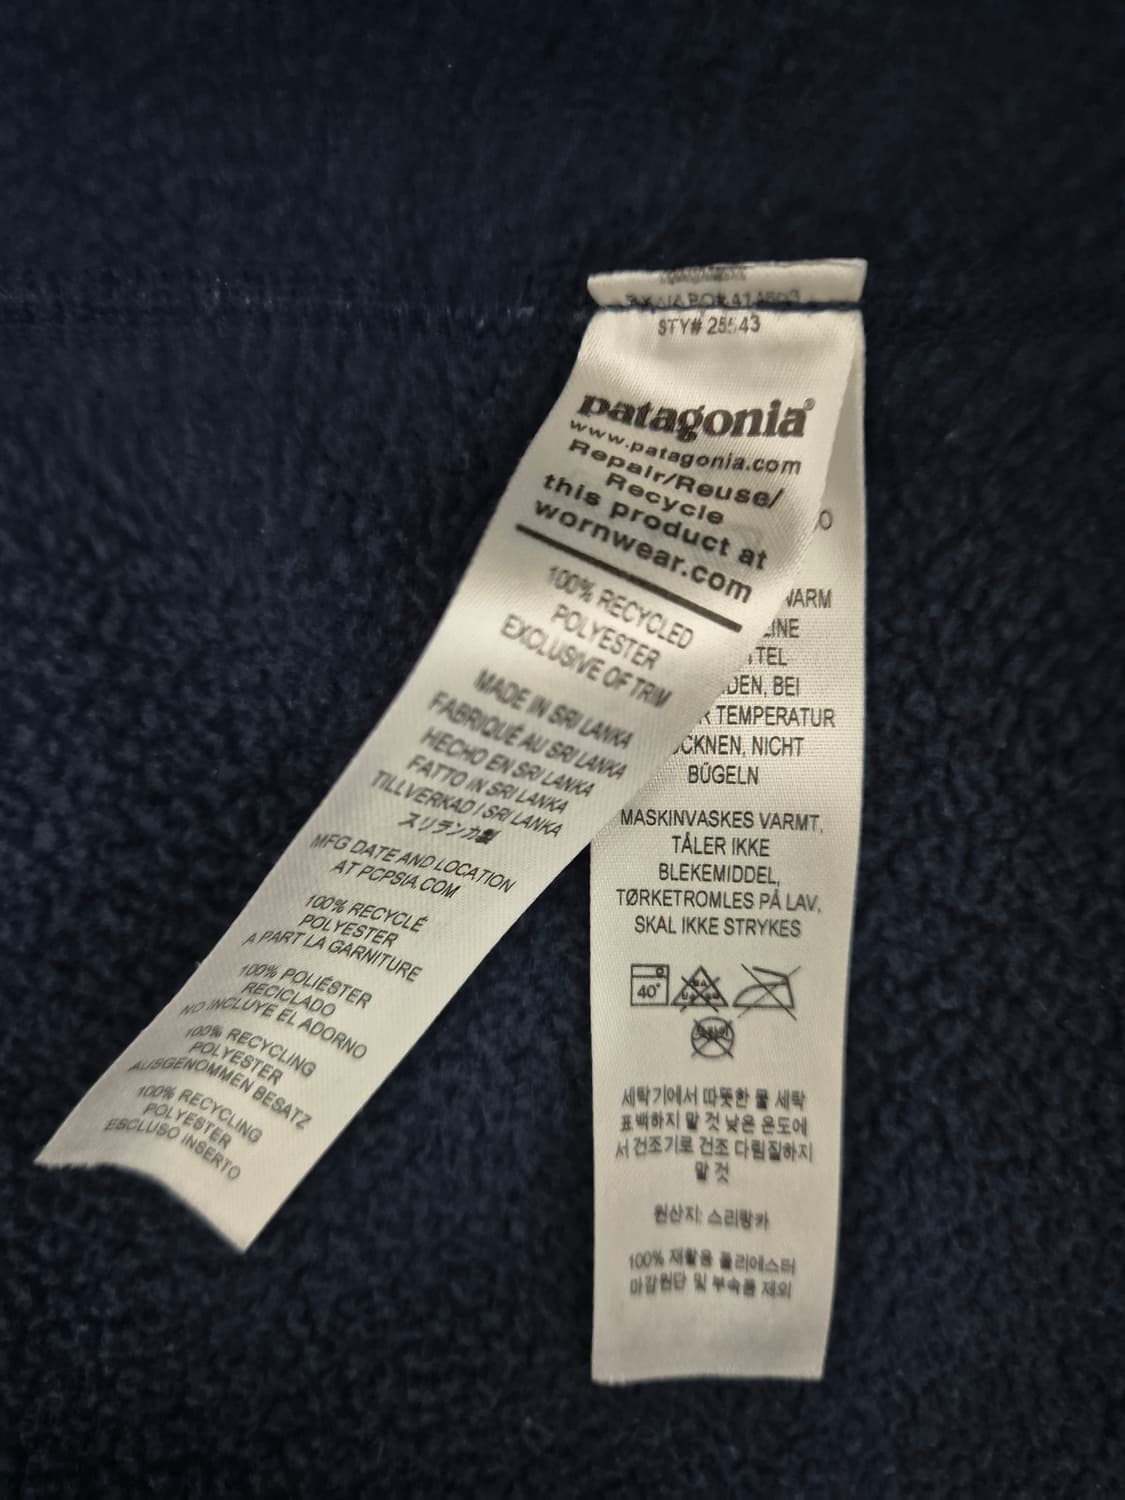 STY# 25543
patagonia®
www.patagonia.com
Repair/Reuse/
Recycle
this product at
wornwear.com
100% RECYCLED
POLYESTER
EXCLUSIVE OF TRIM
MADE IN SRI LANKA
FABRIQUÉ AU SRI LANKA
HECHO EN SRI LANKA
FATTO IN SRI LANKA
TILLVERKAD I SRI LANKA
スリランカ製
MFG DATE AND LOCATION
AT PCPSIA.COM
100% RECYCLÉ
POLYESTER
A PART LA GARNITURE
100% POLIÉSTER
RECICLADO
NO INCLUYE EL ADORNO
100% RECYCLING
POLYESTER
AUSGENOMMEN BESATZ
100% RECYCLING
POLYESTER
ESCLUSO INSERTO
TEMPERATUR
NICHT
BÜGELN
MASKINVASKES VARMT,
TÅLER IKKE
BLEKEMIDDEL,
TØRKETROMLES PÅ LAV,
SKAL IKKE STRYKES
40°
세탁기에서 따뜻한 물 세탁
표백하지 말 것 낮은 온도에
서 건조기로 건조 다림질하지
말 것
원산지: 스리랑카
100% 재활용 폴리에스터
마감원단 및 부속품 제외